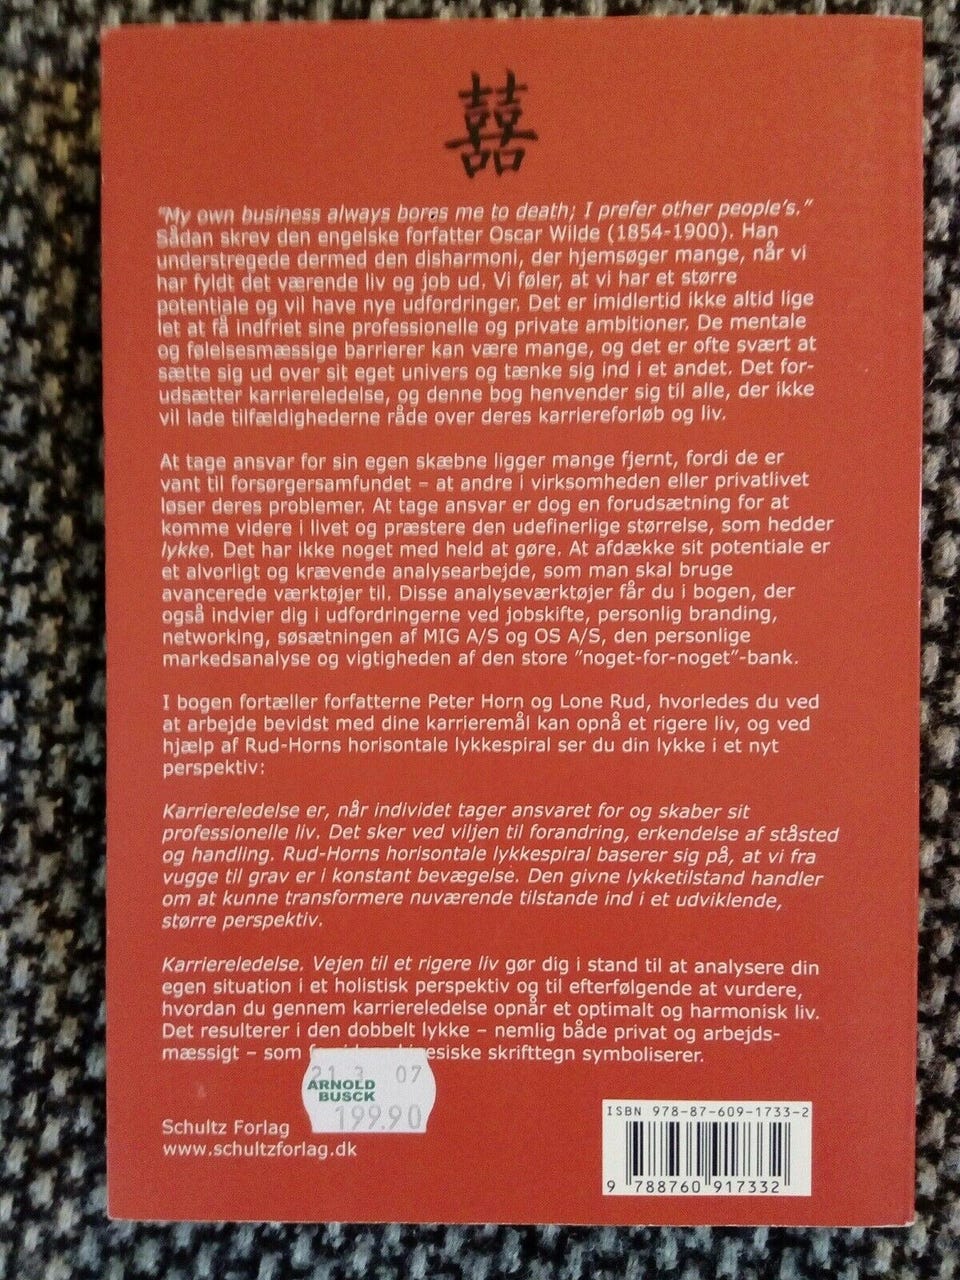 囍
"My own business always bores me to death; I prefer other people's."
Sådan skrev den engelske forfatter Oscar Wilde (1854-1900). Han
understregede dermed den disharmoni, der hjemsøger mange, når vi
har fyldt det værende liv og job ud. Vi føler, at vi har et større
potentiale og vil have nye udfordringer. Det er imidlertid ikke altid lige
let at få indfriet sine professionelle og private ambitioner. De mentale
og følelsesmæssige barrierer kan være mange, og det er ofte svært at
sætte sig ud over sit eget univers og tænke sig ind i et andet. Det for-
udsætter karriereledelse, og denne bog henvender sig til alle, der ikke
vil lade tilfældighederne råde over deres karriereforløb og liv.
At tage ansvar for sin egen skæbne ligger mange fjernt, fordi de er
vant til forsørgersamfundet – at andre i virksomheden eller privatlivet
løser deres problemer. At tage ansvar er dog en forudsætning for at
komme videre i livet og præstere den udefinerlige størrelse, som hedder
lykke. Det har ikke noget med held at gøre. At afdække sit potentiale er
et alvorligt og krævende analysearbejde, som man skal bruge
avancerede værktøjer til. Disse analyseværktøjer får du i bogen, der
også indvier dig i udfordringerne ved jobskifte, personlig branding,
networking, søsætningen af MIG A/S og OS A/S, den personlige
markedsanalyse og vigtigheden af den store "noget-for-noget"-bank.
I bogen fortæller forfatterne Peter Horn og Lone Rud, hvorledes du ved
at arbejde bevidst med dine karrieremål kan opnå et rigere liv, og ved
hjælp af Rud-Horns horisontale lykkespiral ser du din lykke i et nyt
perspektiv:
Karriereledelse er, når individet tager ansvaret for og skaber sit
professionelle liv. Det sker ved viljen til forandring, erkendelse af ståsted
og handling. Rud-Horns horisontale lykkespiral baserer sig på, at vi fra
vugge til grav er i konstant bevægelse. Den givne lykketilstand handler
om at kunne transformere nuværende tilstande ind i et udviklende,
større perspektiv.
Karriereledelse. Vejen til et rigere liv gør dig i stand til at analysere din
egen situation i et holistisk perspektiv og til efterfølgende at vurdere,
hvordan du gennem karriereledelse opnår et optimalt og harmonisk liv.
Det resulterer i den dobbelt lykke – nemlig både privat og arbejds-
mæssigt – som skrifttegn symboliserer.
21 3 07
ARNOLD
BUSCK
199.90
Schultz Forlag
www.schultzforlag.dk
ISBN 978-87-609-1733-2
9 788760 917332